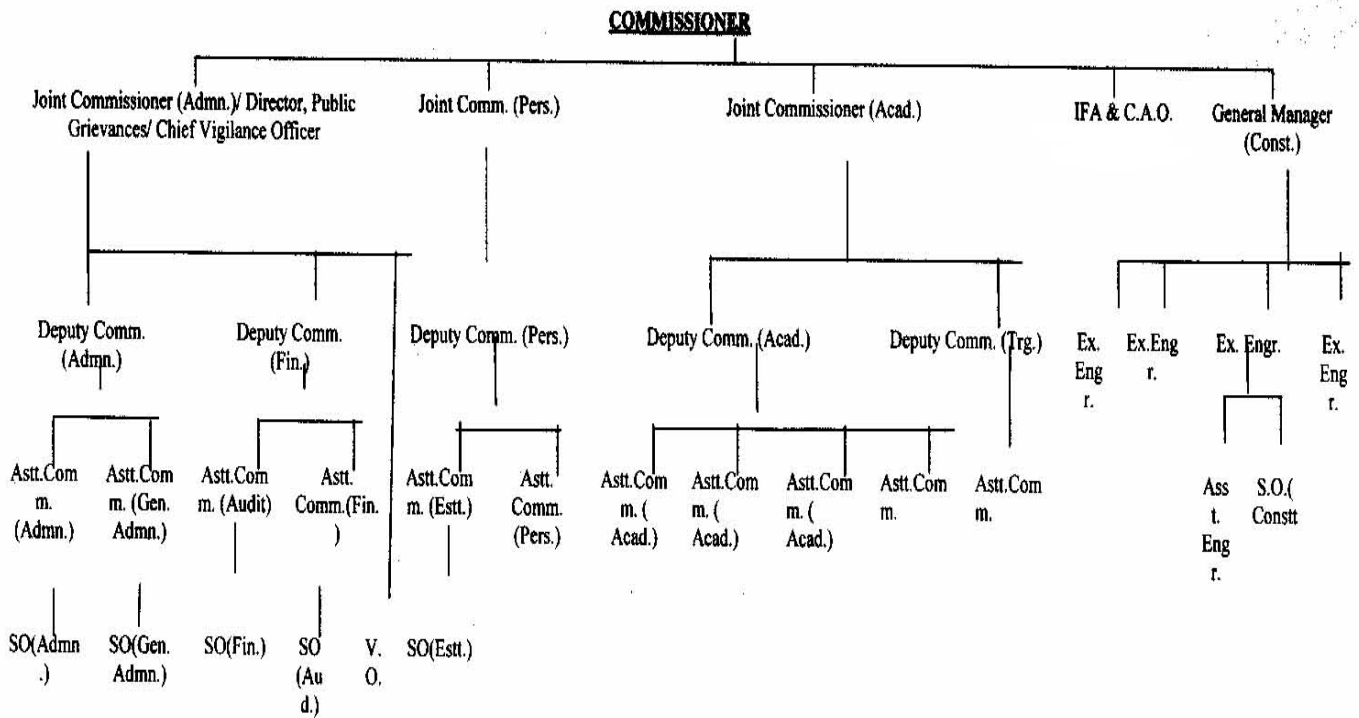 COMMISSIONER
Joint Commissioner (Admn.)/ Director, Public
Grievances/ Chief Vigilance Officer
Joint Comm. (Pers.)
Joint Commissioner (Acad.)
IFA & C.A.O.
General Manager
(Const.)
Deputy Comm.
(Admn.)
Deputy Comm.
(Fin.)
Deputy Comm. (Pers.)
Deputy Comm. (Acad.)
Deputy Comm. (Trg.)
Ex.
Eng
r.
Ex.Eng
r.
Ex. Engr.
Ex.
Eng
r.
Astt.Com
m.
(Admn.)
Astt.Com
m. (Gen.
Admn.)
Astt.Com
m. (Audit)
Astt.
Comm.(Fin.
)
Astt.Com
m. (Estt.)
Astt.
Comm.
(Pers.)
Astt.Com
m. (
Acad.)
Astt.Com
m. (
Acad.)
Astt.Com
m. (
Acad.)
Astt.Com
m.
Astt.Com
m.
Ass
t.
Eng
r.
S.O.(
Constt
SO(Admn
.)
SO(Gen.
Admn.)
SO(Fin.)
SO
(Au
d.)
V.
O.
SO(Estt.)